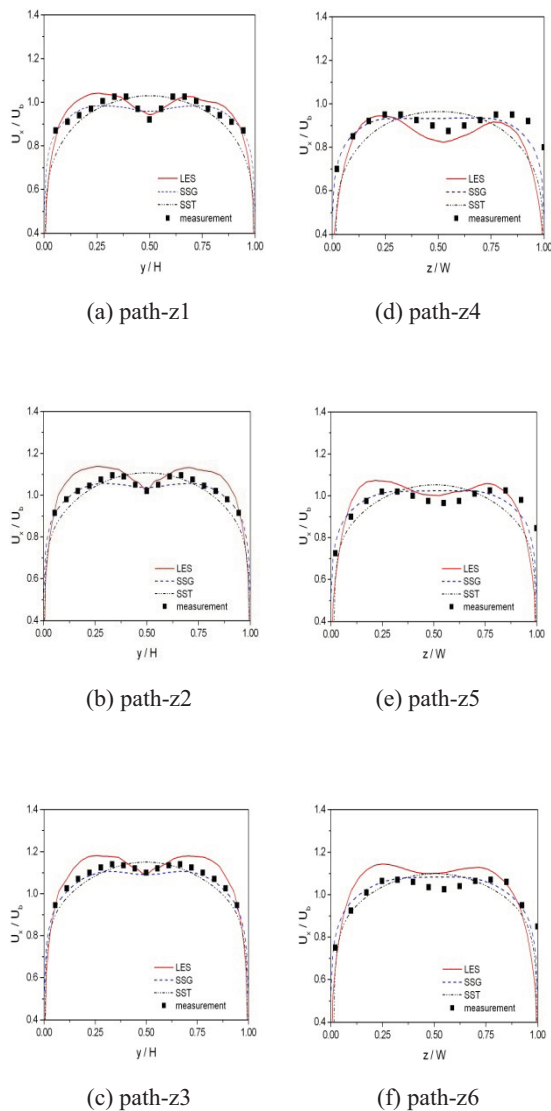 1.4
1.2
1.0
0.8
0.6
0.4
U_x / U_b
LES
SSG
SST
measurement
0.00 0.25 0.50 0.75 1.00
y / H
(a) path-z1
1.4
1.2
1.0
0.8
0.6
0.4
U_x / U_b
LES
SSG
SST
measurement
0.00 0.25 0.50 0.75 1.00
z / W
(d) path-z4
1.4
1.2
1.0
0.8
0.6
0.4
U_x / U_b
LES
SSG
SST
measurement
0.00 0.25 0.50 0.75 1.00
y / H
(b) path-z2
1.4
1.2
1.0
0.8
0.6
0.4
U_x / U_b
LES
SSG
SST
measurement
0.00 0.25 0.50 0.75 1.00
z / W
(e) path-z5
1.4
1.2
1.0
0.8
0.6
0.4
U_x / U_b
LES
SSG
SST
measurement
0.00 0.25 0.50 0.75 1.00
y / H
(c) path-z3
1.4
1.2
1.0
0.8
0.6
0.4
U_x / U_b
LES
SSG
SST
measurement
0.00 0.25 0.50 0.75 1.00
z / W
(f) path-z6